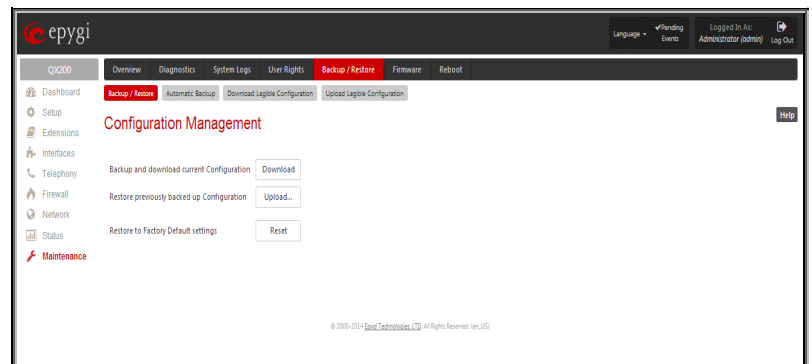 epygi
Language
Pending Events
Logged In As:
Administrator (admin)
Log Out
QX200
Overview Diagnostics System Logs User Rights Backup / Restore Firmware Reboot
Dashboard
Setup
Extensions
Interfaces
Telephony
Firewall
Network
Status
Maintenance
Backup / Restore Automatic Backup Download Legible Configuration Upload Legible Configuration
Help
Configuration Management
Backup and download current Configuration Download
Restore previously backed up Configuration Upload...
Restore to Factory Default settings Reset
© 2000-2014 Epygi Technologies, LTD. All Rights Reserved. (en_US)